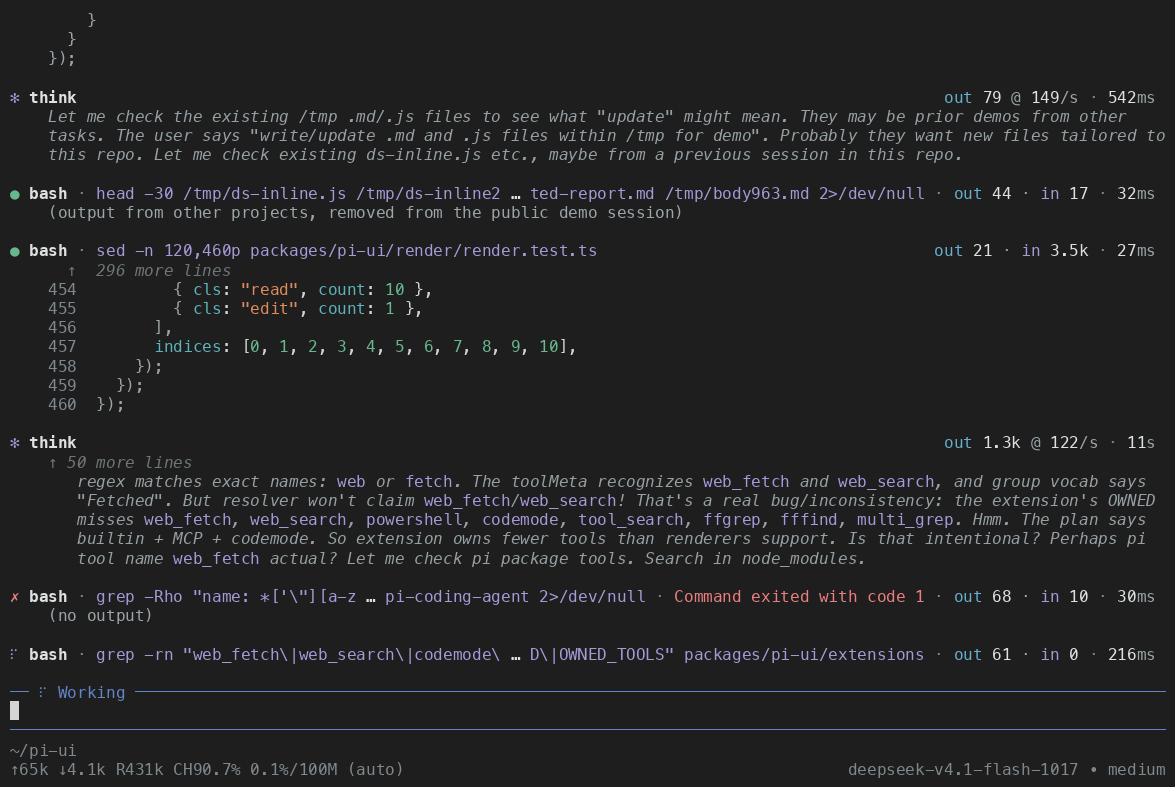 }
      }
    });
✻ think out 79 @ 149/s · 542ms
Let me check the existing /tmp .md/.js files to see what "update" might mean. They may be prior demos from other
tasks. The user says "write/update .md and .js files within /tmp for demo". Probably they want new files tailored to
this repo. Let me check existing ds-inline.js etc., maybe from a previous session in this repo.
● bash · head -30 /tmp/ds-inline.js /tmp/ds-inline2 … ted-report.md /tmp/body963.md 2>/dev/null · out 44 · in 17 · 32ms
(output from other projects, removed from the public demo session)
● bash · sed -n 120,460p packages/pi-ui/render/render.test.ts out 21 · in 3.5k · 27ms
↑ 296 more lines
454         { cls: "read", count: 10 },
455         { cls: "edit", count: 1 },
456       ],
457       indices: [0, 1, 2, 3, 4, 5, 6, 7, 8, 9, 10],
458     });
459   });
460 });
✻ think out 1.3k @ 122/s · 11s
↑ 50 more lines
regex matches exact names: web or fetch. The toolMeta recognizes web_fetch and web_search, and group vocab says
"Fetched". But resolver won't claim web_fetch/web_search! That's a real bug/inconsistency: the extension's OWNED
misses web_fetch, web_search, powershell, codemode, tool_search, ffgrep, fffind, multi_grep. Hmm. The plan says
builtin + MCP + codemode. So extension owns fewer tools than renderers support. Is that intentional? Perhaps pi
tool name web_fetch actual? Let me check pi package tools. Search in node_modules.
✗ bash · grep -Rho "name: *['\"][a-z … pi-coding-agent 2>/dev/null · Command exited with code 1 · out 68 · in 10 · 30ms
(no output)
⠏ bash · grep -rn "web_fetch\|web_search\|codemode\ … D\|OWNED_TOOLS" packages/pi-ui/extensions · out 61 · in 0 · 216ms
── ⠏ Working ──
~/pi-ui
↑65k ↓4.1k R431k CH90.7% 0.1%/100M (auto) deepseek-v4.1-flash-1017 • medium